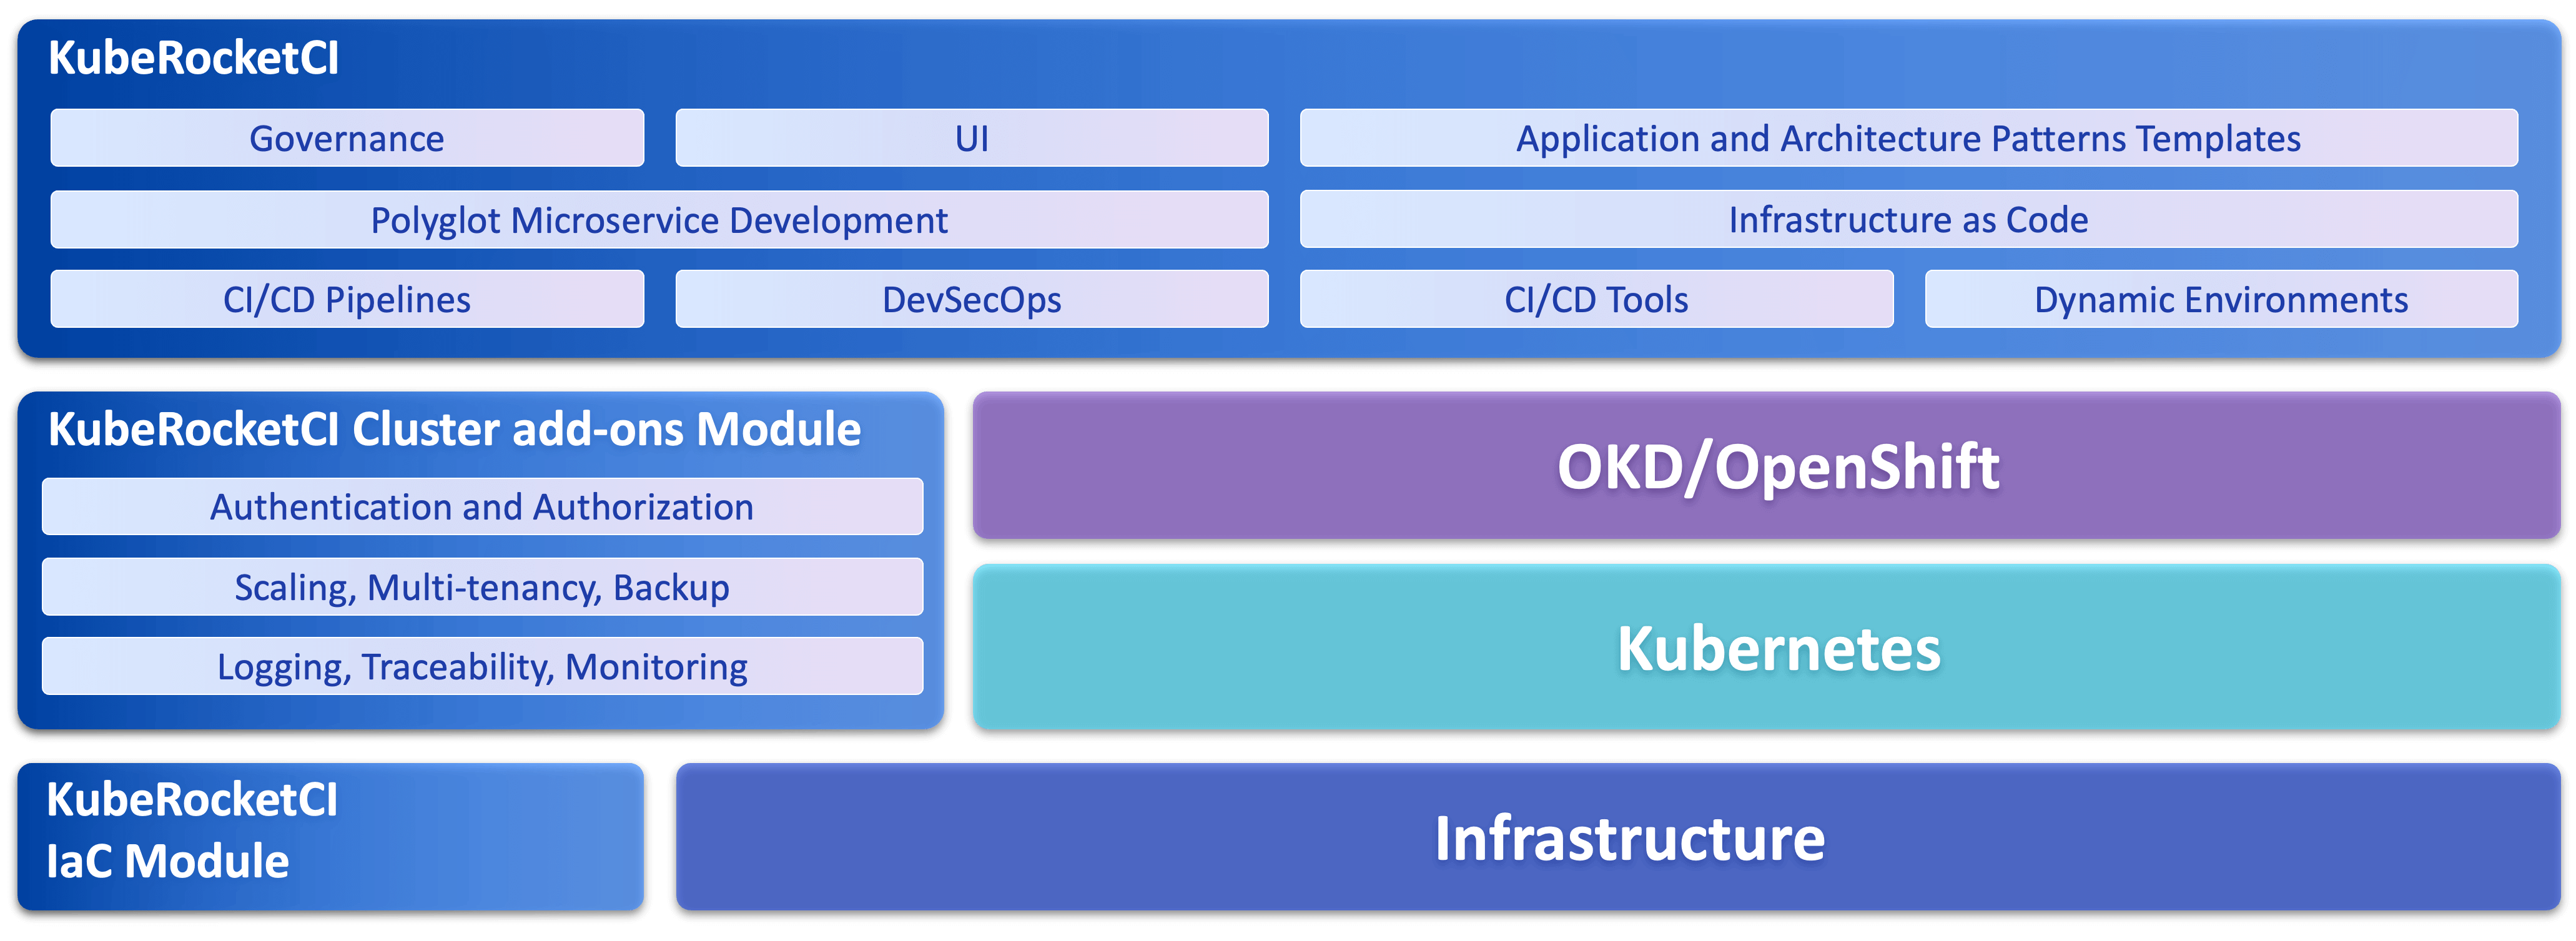 KubeRocketCI
Governance
UI
Application and Architecture Patterns Templates
Polyglot Microservice Development
Infrastructure as Code
CI/CD Pipelines
DevSecOps
CI/CD Tools
Dynamic Environments
KubeRocketCI Cluster add-ons Module
Authentication and Authorization
Scaling, Multi-tenancy, Backup
Logging, Traceability, Monitoring
OKD/OpenShift
Kubernetes
KubeRocketCI
IaC Module
Infrastructure